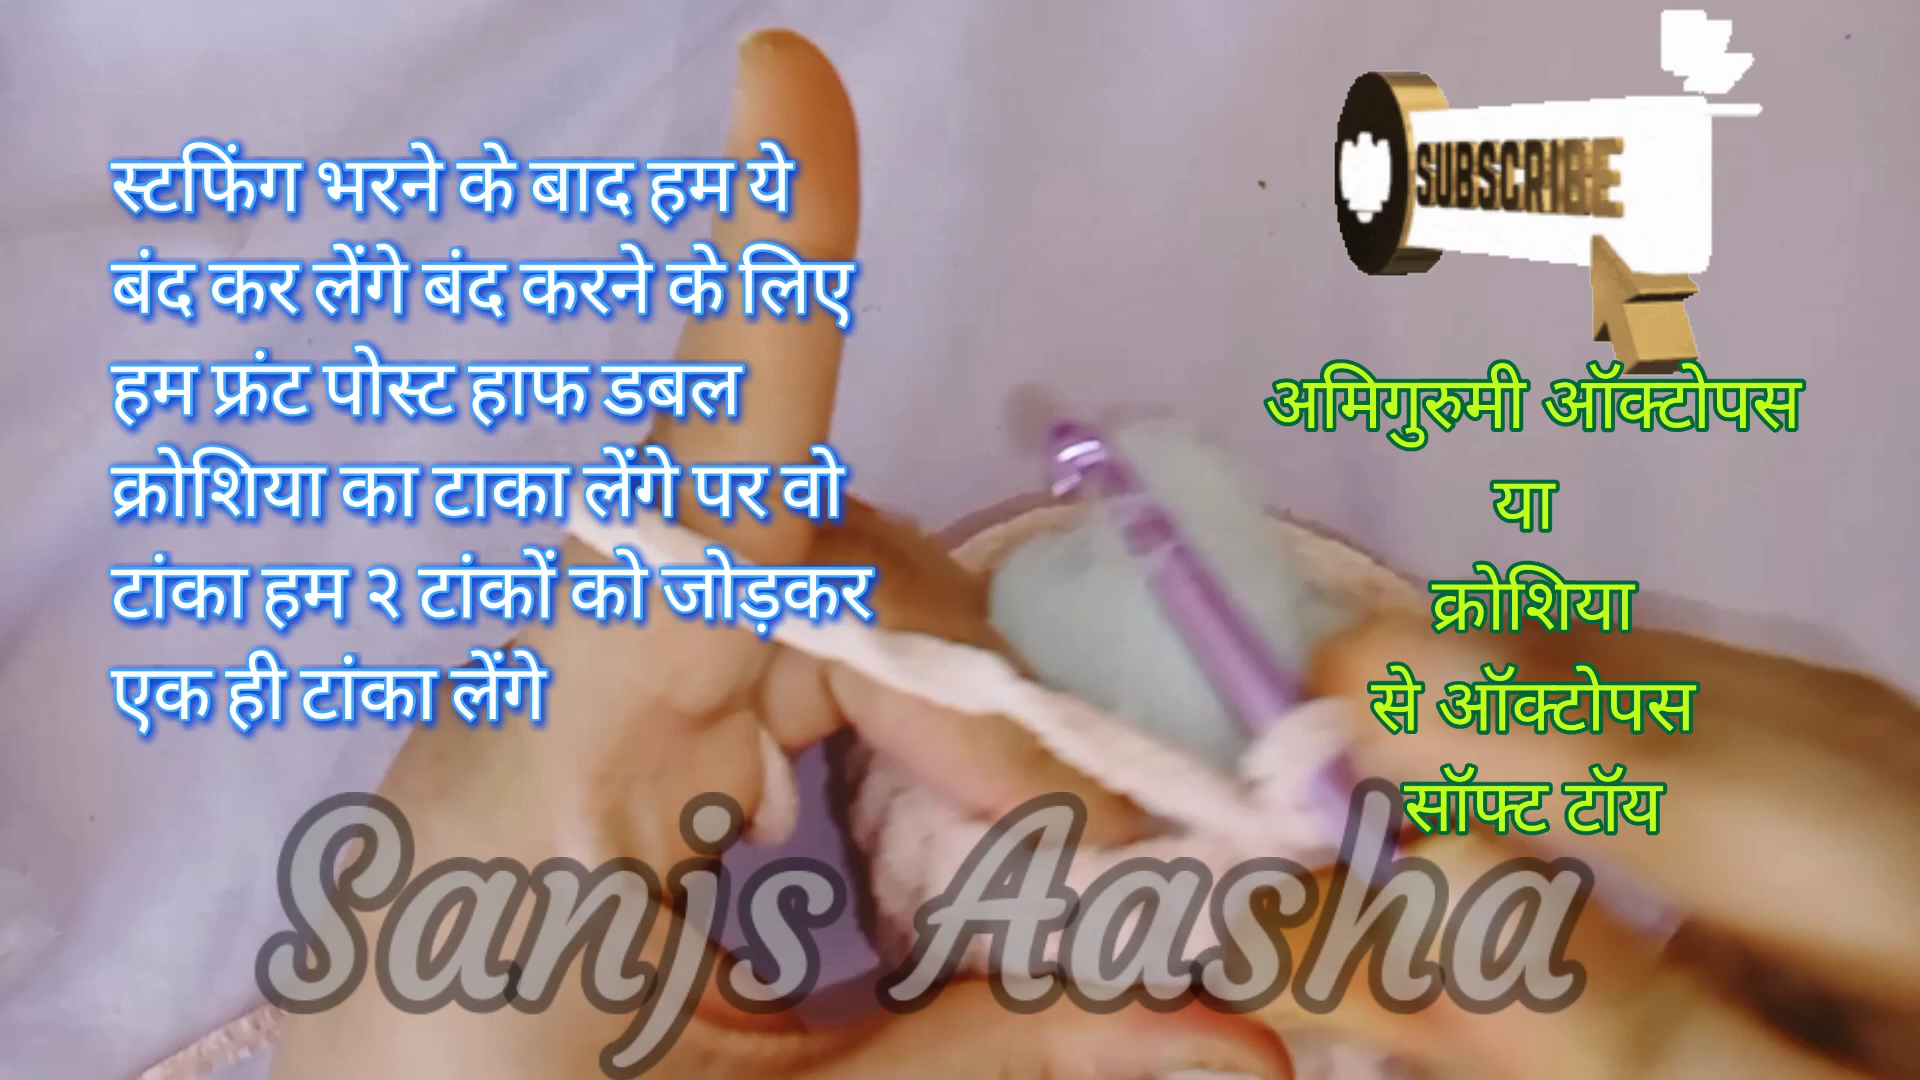 स्टफिंग भरने के बाद हम ये
बंद कर लेंगे बंद करने के लिए
हम फ्रंट पोस्ट हाफ डबल
क्रोशिया का टाका लेंगे पर वो
टांका हम २ टांकों को जोड़कर
एक ही टांका लेंगे
SUBSCRIBE
अमिगुरुमी ऑक्टोपस
या
क्रोशिया
से ऑक्टोपस
सॉफ्ट टॉय
Sanjs Aasha